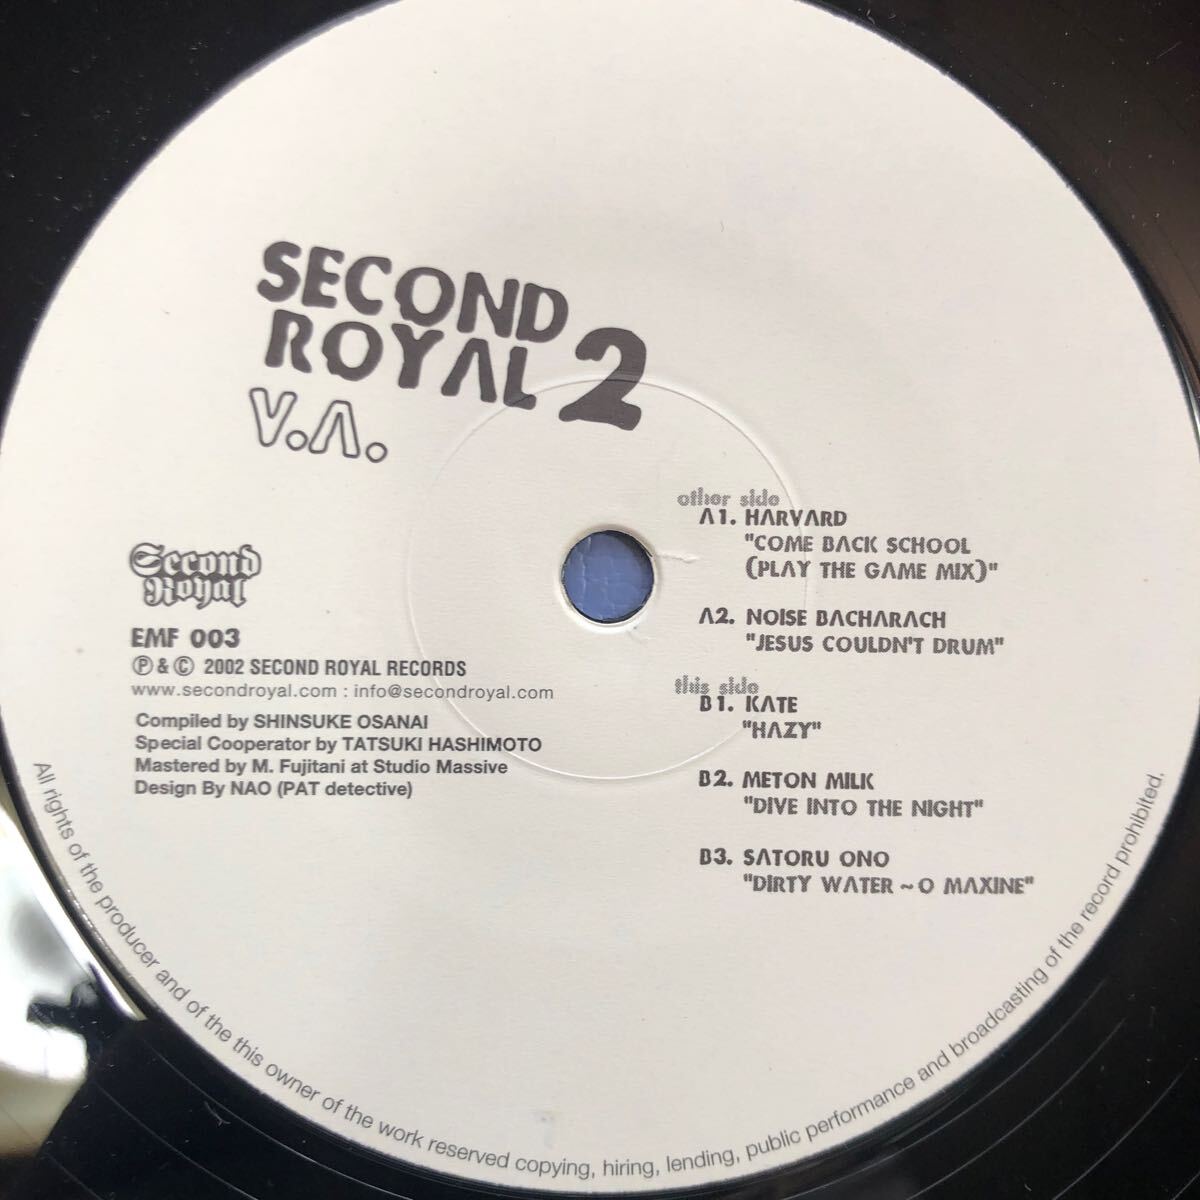 SECOND
ROYAL 2
V.A.
Second
Royal
EMF 003
Ⓟ & Ⓒ 2002 SECOND ROYAL RECORDS
www.secondroyal.com : info@secondroyal.com
Compiled by SHINSUKE OSANAI
Special Cooperator by TATSUKI HASHIMOTO
Mastered by M. Fujitani at Studio Massive
Design By NAO (PAT detective)
other side
A1. HARVARD
"COME BACK SCHOOL
(PLAY THE GAME MIX)"
A2. NOISE BACHARACH
"JESUS COULDN'T DRUM"
this side
B1. KATE
"HAZY"
B2. METON MILK
"DIVE INTO THE NIGHT"
B3. SATORU ONO
"DIRTY WATER ~ O MAXINE"
All rights of the producer and of the this owner of the work reserved copying, hiring, lending, public performance and broadcasting of the record prohibited.